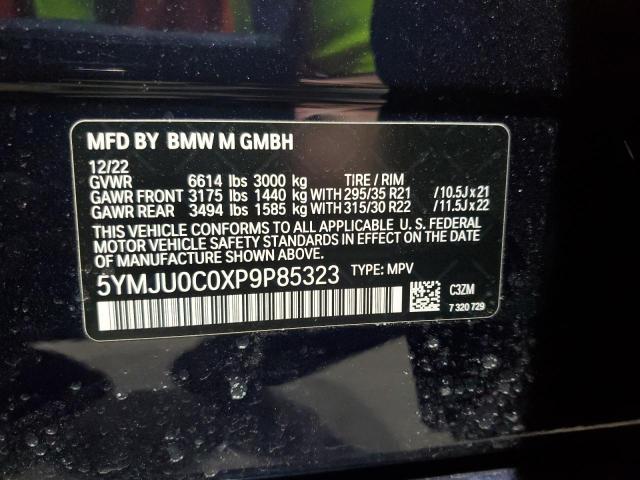 MFD BY BMW M GMBH
12/22
GVWR 6614 lbs 3000 kg TIRE / RIM
GAWR FRONT 3175 lbs 1440 kg WITH 295/35 R21 /10.5J x 21
GAWR REAR 3494 lbs 1585 kg WITH 315/30 R22 /11.5J x 22
THIS VEHICLE CONFORMS TO ALL APPLICABLE U. S. FEDERAL
MOTOR VEHICLE SAFETY STANDARDS IN EFFECT ON THE DATE OF
MANUFACTURE SHOWN ABOVE.
5YMJU0C0XP9P85323 TYPE: MPV
C3ZM
7 320 729